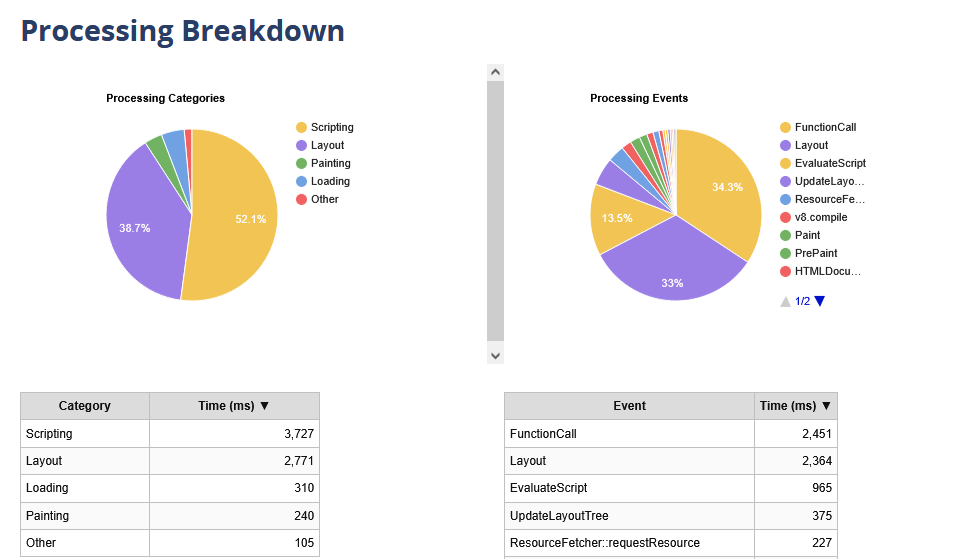 Processing Breakdown
Processing Categories
52.1%
38.7%
Scripting
Layout
Painting
Loading
Other
Processing Events
34.3%
13.5%
33%
FunctionCall
Layout
EvaluateScript
UpdateLayo...
ResourceFe...
v8.compile
Paint
PrePaint
HTMLDocu...
1/2
Category Time (ms) ▼
Scripting 3,727
Layout 2,771
Loading 310
Painting 240
Other 105
Event Time (ms) ▼
FunctionCall 2,451
Layout 2,364
EvaluateScript 965
UpdateLayoutTree 375
ResourceFetcher::requestResource 227